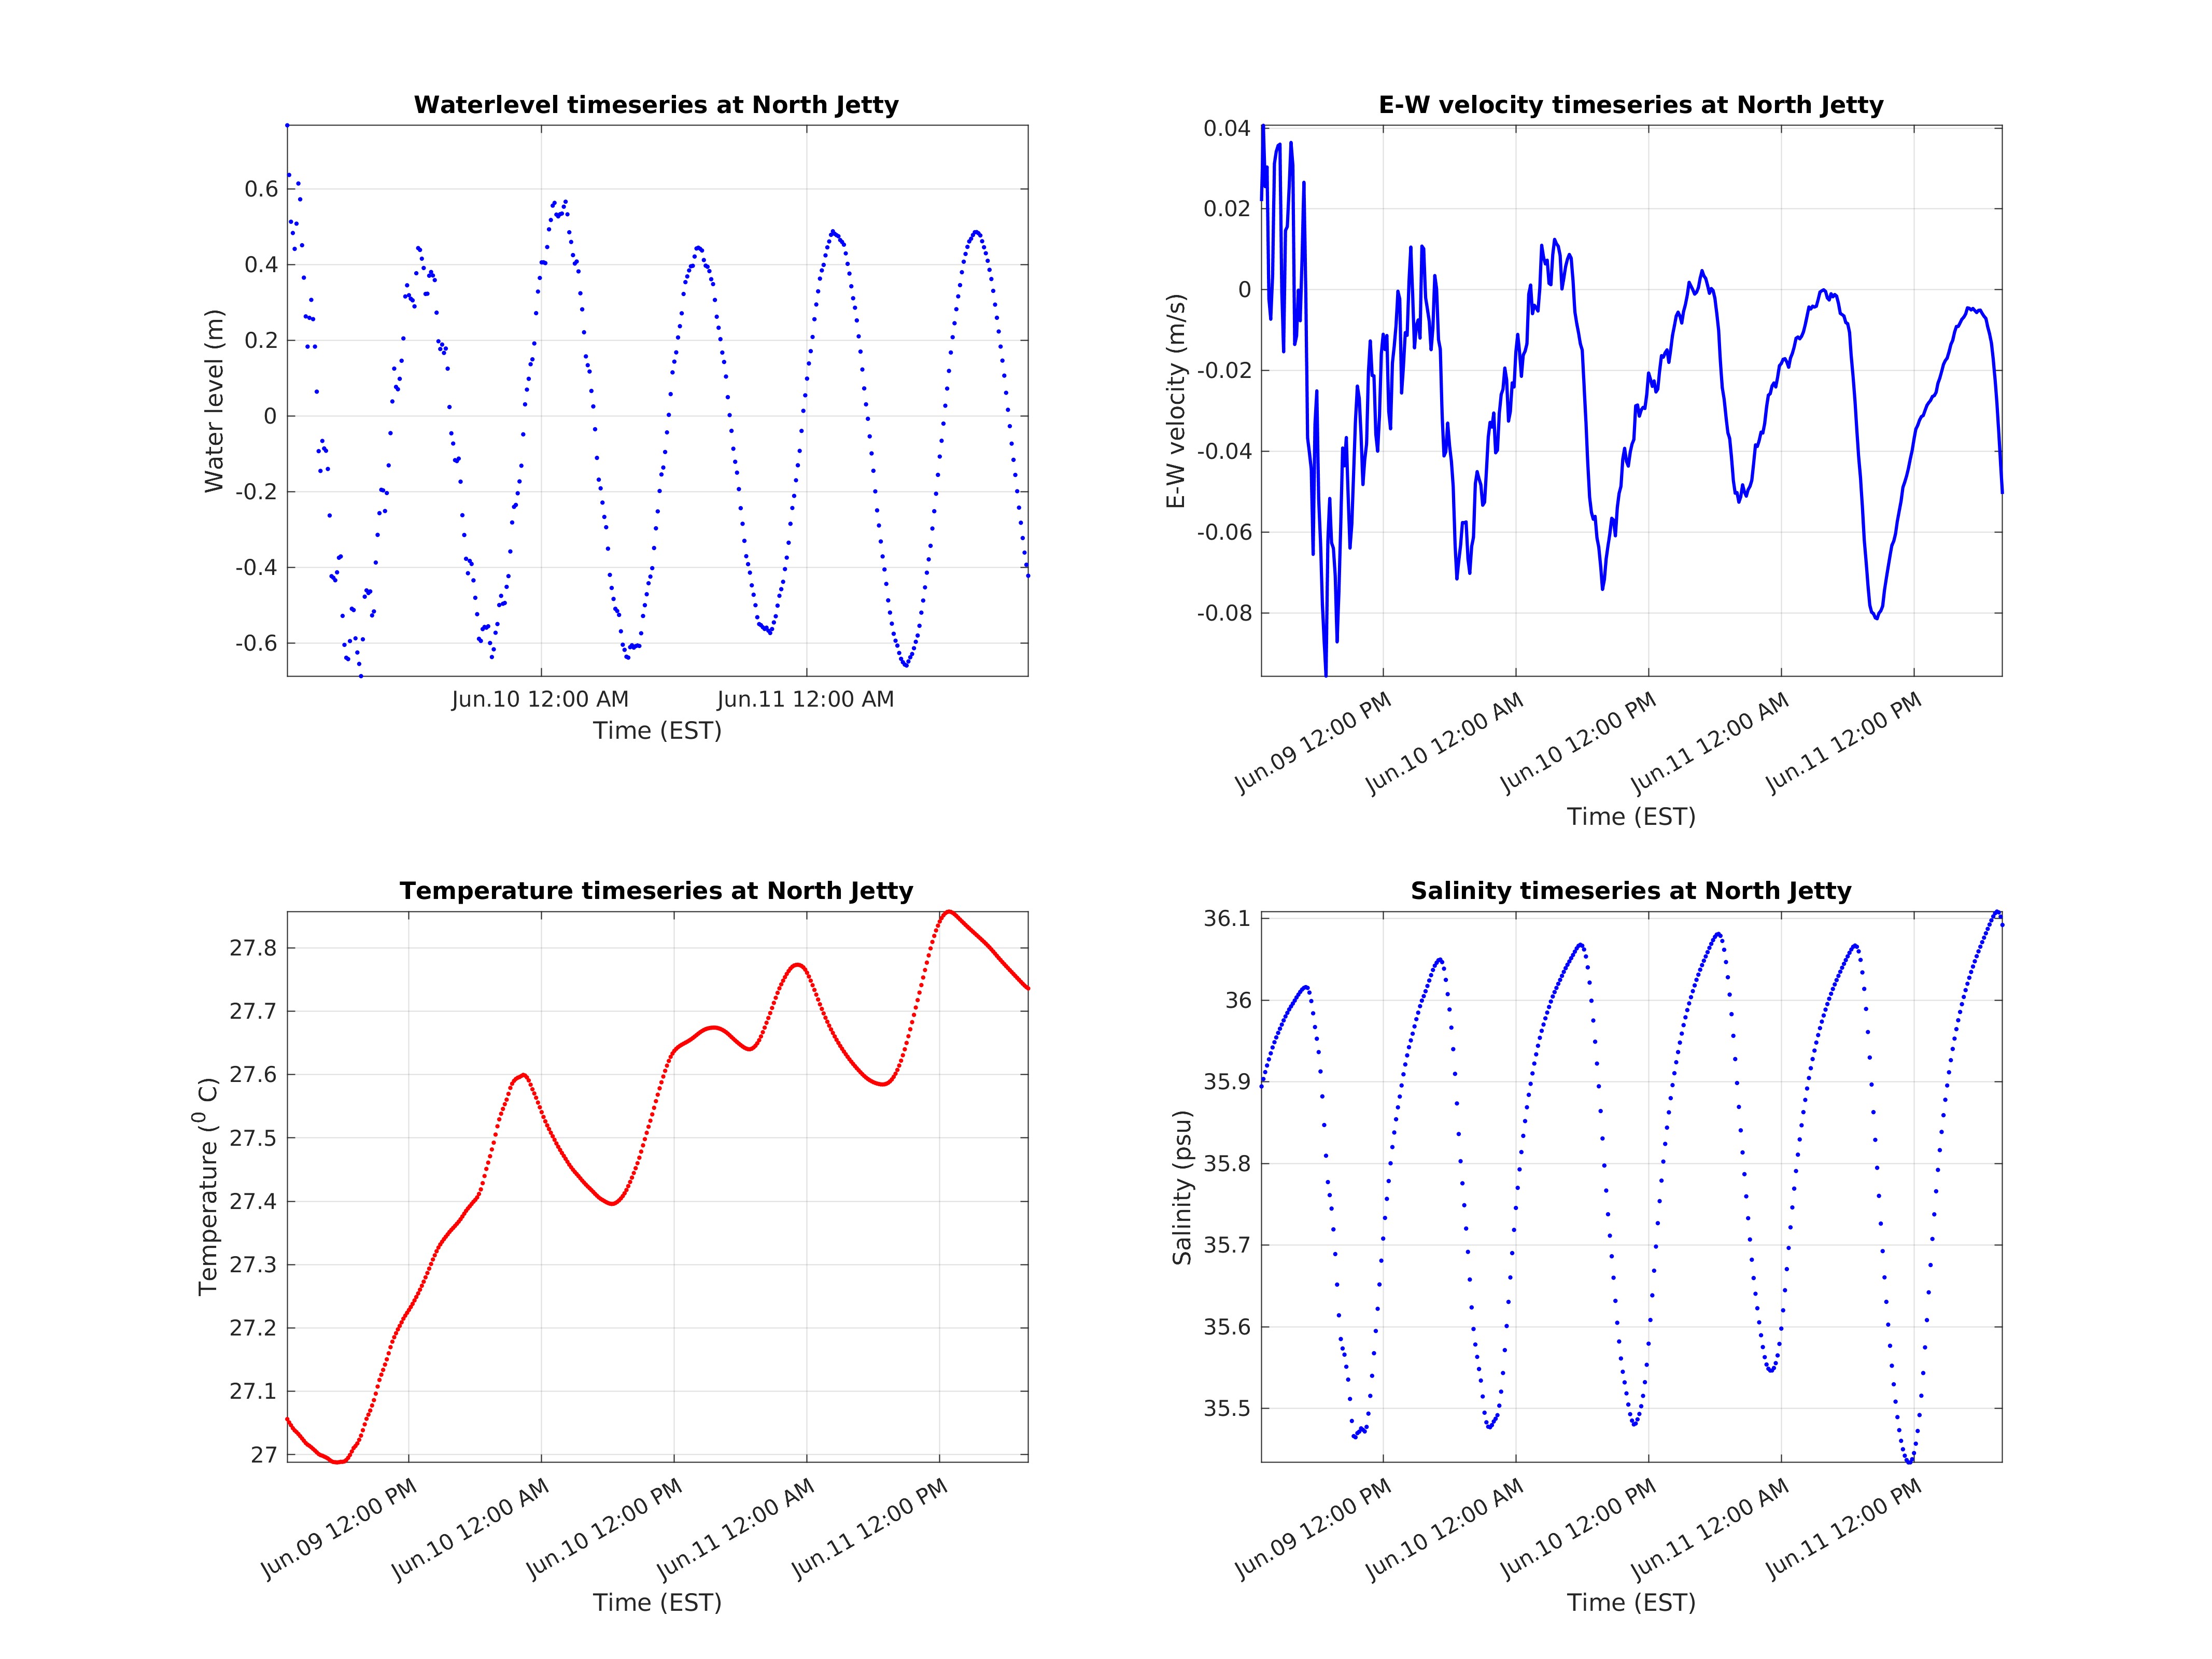 Waterlevel timeseries at North Jetty
0.6
0.4
0.2
0
-0.2
-0.4
-0.6
Water level (m)
Jun.10 12:00 AM
Jun.11 12:00 AM
Time (EST)
E-W velocity timeseries at North Jetty
0.04
0.02
0
-0.02
-0.04
-0.06
-0.08
E-W velocity (m/s)
Jun.09 12:00 PM
Jun.10 12:00 AM
Jun.10 12:00 PM
Jun.11 12:00 AM
Jun.11 12:00 PM
Time (EST)
Temperature timeseries at North Jetty
27.8
27.7
27.6
27.5
27.4
27.3
27.2
27.1
27
Temperature (⁰ C)
Jun.09 12:00 PM
Jun.10 12:00 AM
Jun.10 12:00 PM
Jun.11 12:00 AM
Jun.11 12:00 PM
Time (EST)
Salinity timeseries at North Jetty
36.1
36
35.9
35.8
35.7
35.6
35.5
Salinity (psu)
Jun.09 12:00 PM
Jun.10 12:00 AM
Jun.10 12:00 PM
Jun.11 12:00 AM
Jun.11 12:00 PM
Time (EST)